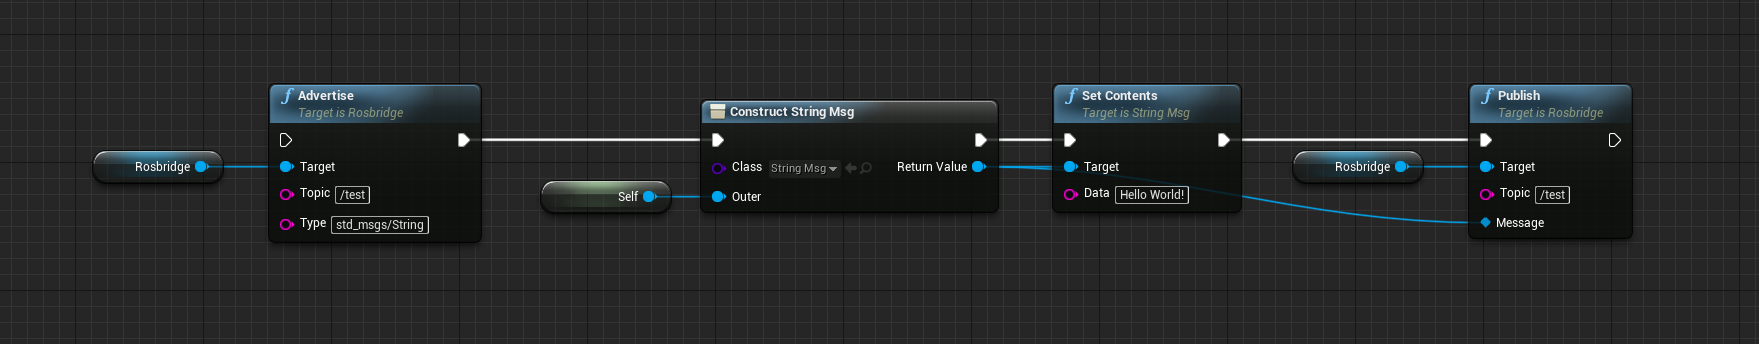 Rosbridge
f Advertise
Target is Rosbridge
Target
Topic /test
Type std_msgs/String
Self
Construct String Msg
Class String Msg
Return Value
Outer
f Set Contents
Target is String Msg
Target
Data Hello World!
Rosbridge
f Publish
Target is Rosbridge
Target
Topic /test
Message